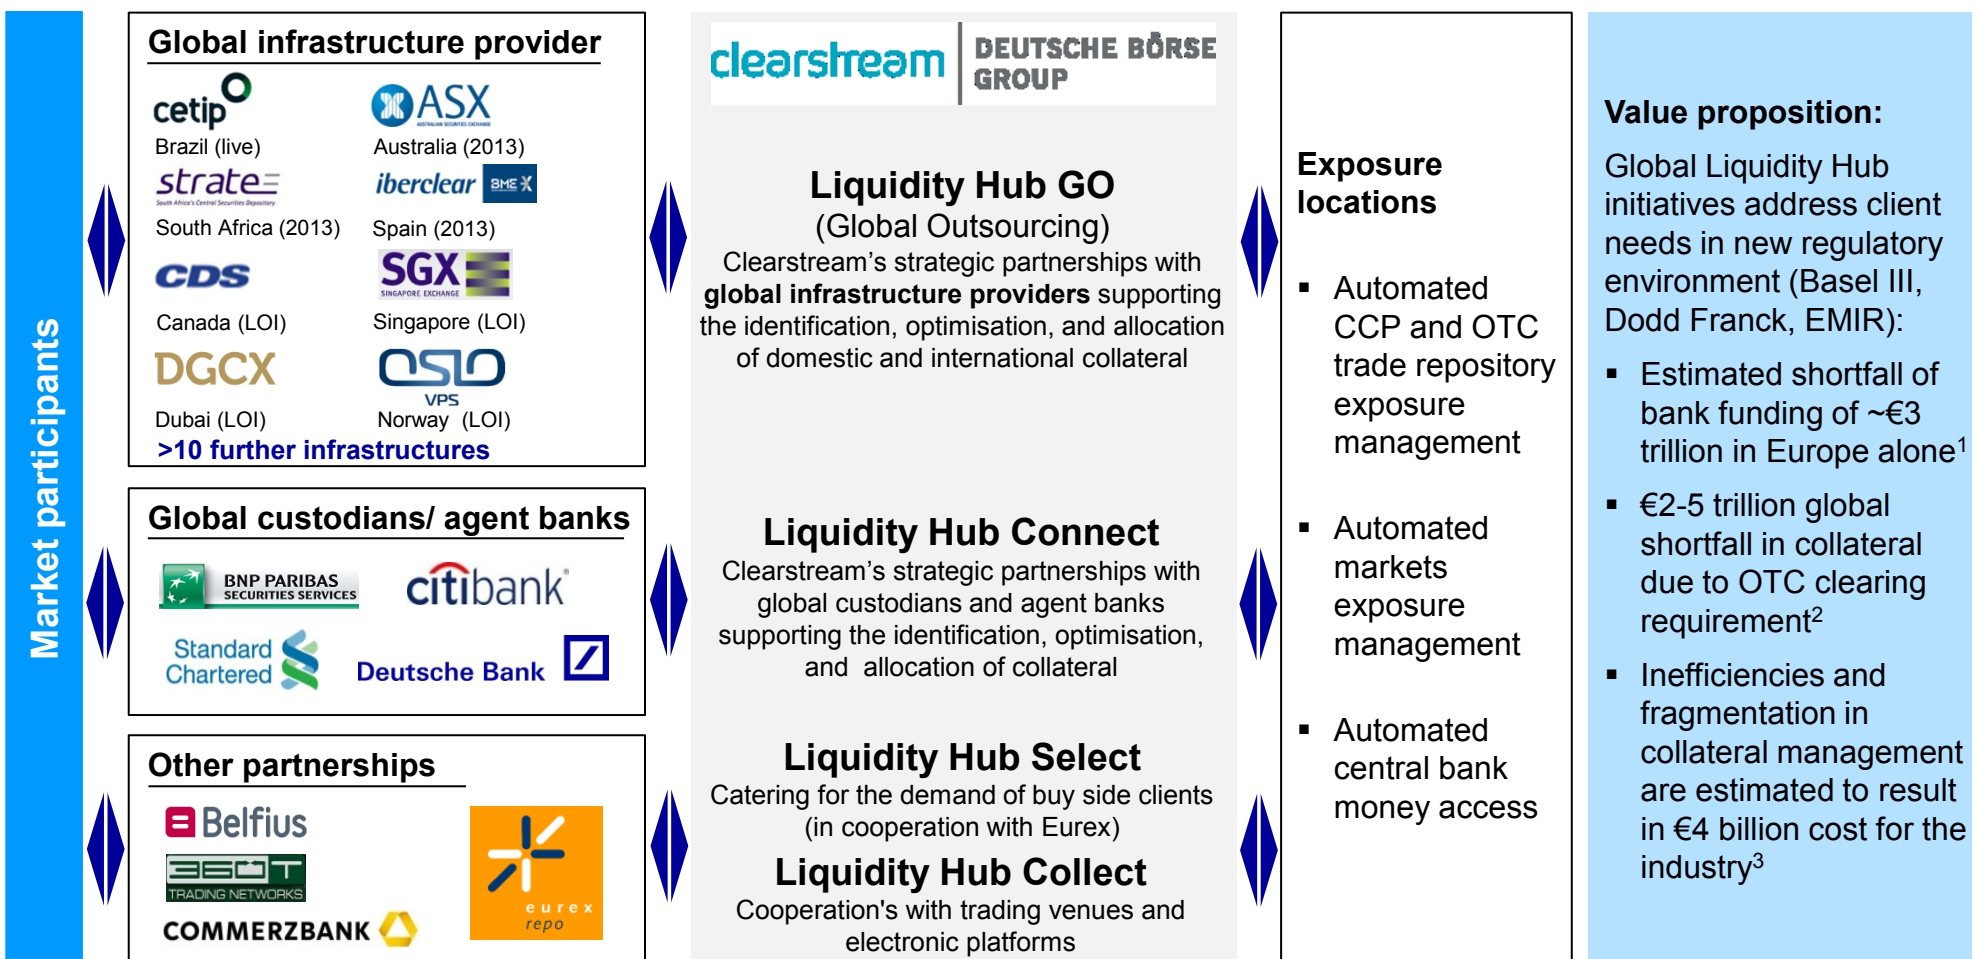 Market participants
Global infrastructure provider
cetip
ASX
AUSTRALIAN SECURITIES EXCHANGE
Brazil (live)
Australia (2013)
strate
South Africa's Central Securities Depository
iberclear BME X
South Africa (2013)
Spain (2013)
CDS
SGX
SINGAPORE EXCHANGE
Canada (LOI)
Singapore (LOI)
DGCX
OSLO
VPS
Dubai (LOI)
Norway (LOI)
>10 further infrastructures
Global custodians/ agent banks
BNP PARIBAS
SECURITIES SERVICES
citibank
Standard
Chartered
Deutsche Bank
Other partnerships
Belfius
360T
TRADING NETWORKS
COMMERZBANK
eurex
repo
clearstream
DEUTSCHE BÖRSE
GROUP
Liquidity Hub GO
(Global Outsourcing)
Clearstream's strategic partnerships with
global infrastructure providers supporting
the identification, optimisation, and allocation
of domestic and international collateral
Liquidity Hub Connect
Clearstream's strategic partnerships with
global custodians and agent banks
supporting the identification, optimisation,
and allocation of collateral
Liquidity Hub Select
Catering for the demand of buy side clients
(in cooperation with Eurex)
Liquidity Hub Collect
Cooperation's with trading venues and
electronic platforms
Exposure
locations
▪ Automated
CCP and OTC
trade repository
exposure
management
▪ Automated
markets
exposure
management
▪ Automated
central bank
money access
Value proposition:
Global Liquidity Hub
initiatives address client
needs in new regulatory
environment (Basel III,
Dodd Franck, EMIR):
▪ Estimated shortfall of
bank funding of ~€3
trillion in Europe alone¹
▪ €2-5 trillion global
shortfall in collateral
due to OTC clearing
requirement²
▪ Inefficiencies and
fragmentation in
collateral management
are estimated to result
in €4 billion cost for the
industry³